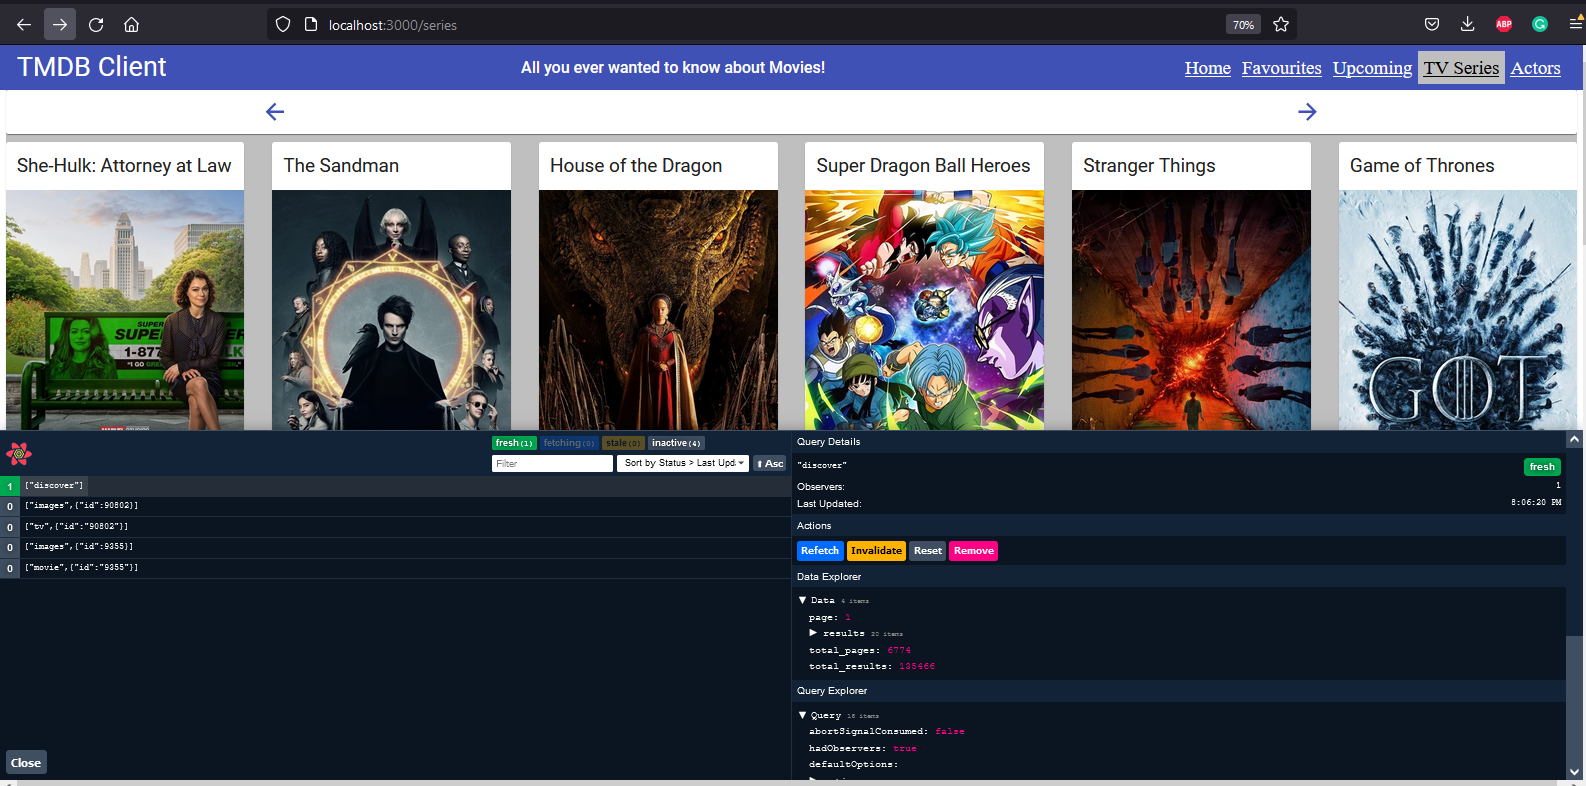 localhost:3000/series
70%
ABP
TMDB Client
All you ever wanted to know about Movies!
Home Favourites Upcoming TV Series Actors
She-Hulk: Attorney at Law
The Sandman
House of the Dragon
Super Dragon Ball Heroes
Stranger Things
Game of Thrones
SUPER
1-877
"I GO
GOT
fresh (1) fetching (0) stale (0) inactive (4)
Filter
Sort by Status > Last Upda
⬆ Asc
1 ["discover"]
0 ["images",{"id":90802}]
0 ["tv",{"id":"90802"}]
0 ["images",{"id":9355}]
0 ["movie",{"id":"9355"}]
Close
Query Details
"discover"
fresh
Observers: 1
Last Updated: 8:06:20 PM
Actions
Refetch Invalidate Reset Remove
Data Explorer
▼ Data 4 items
page: 1
▶ results 20 items
total_pages: 6774
total_results: 135466
Query Explorer
▼ Query 18 items
abortSignalConsumed: false
hadObservers: true
defaultOptions: